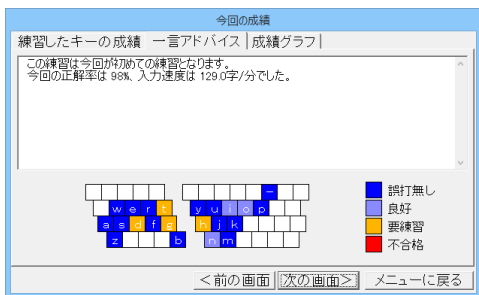 今回の成績
練習したキーの成績 一言アドバイス 成績グラフ
この練習は今回が初めての練習となります。
今回の正解率は 98%、入力速度は 129.0字/分でした。
誤打無し
良好
要練習
不合格
-
w e r t y u i o p
a s d f g h j k
z b n m
<前の画面 次の画面> メニューに戻る